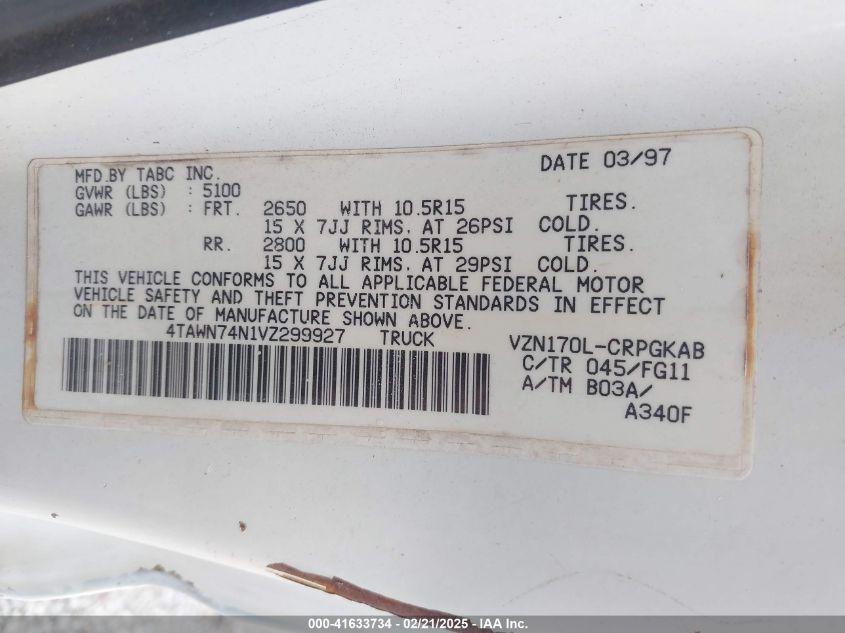 DATE 03/97
MFD.BY TABC INC.
GVWR (LBS) : 5100
GAWR (LBS) : FRT. 2650 WITH 10.5R15 TIRES.
15 X 7JJ RIMS. AT 26PSI COLD.
RR. 2800 WITH 10.5R15 TIRES.
15 X 7JJ RIMS. AT 29PSI COLD.
THIS VEHICLE CONFORMS TO ALL APPLICABLE FEDERAL MOTOR
VEHICLE SAFETY AND THEFT PREVENTION STANDARDS IN EFFECT
ON THE DATE OF MANUFACTURE SHOWN ABOVE.
4TAWN74N1VZ299927 TRUCK VZN170L-CRPGKAB
C/TR 045/FG11
A/TM B03A/
A340F
000-41633734 - 02/21/2025 - IAA Inc.